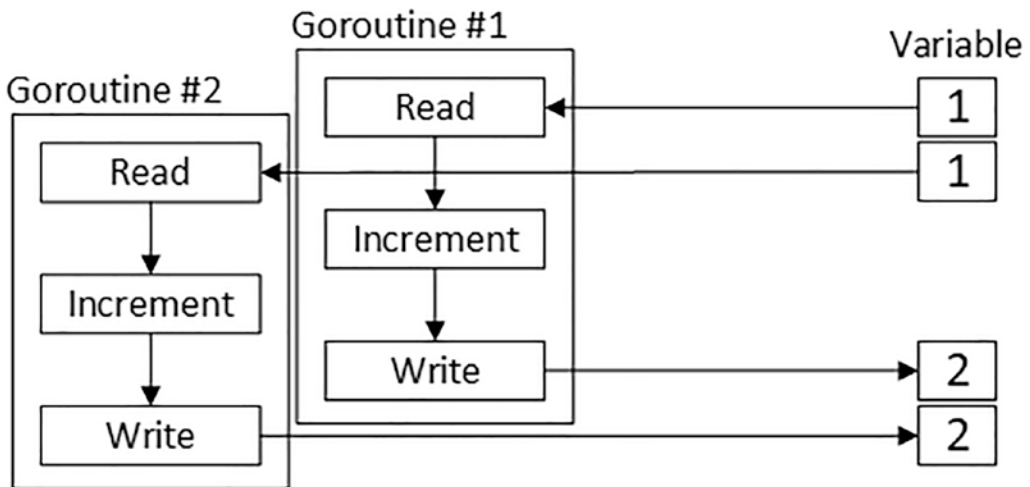 Goroutine #1
Variable
Goroutine #2
Read
1
Read
1
Increment
Increment
Write
2
Write
2